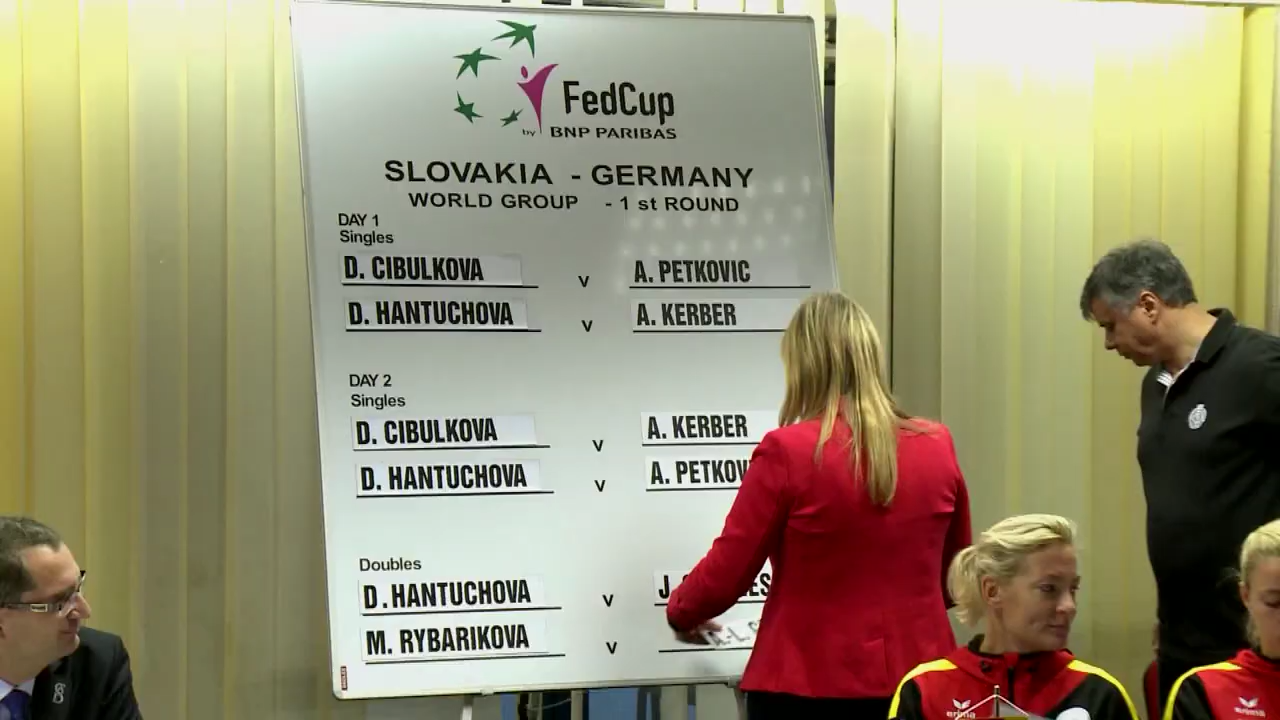 FedCup
by BNP PARIBAS
SLOVAKIA - GERMANY
WORLD GROUP - 1 st ROUND
DAY 1
Singles
D. CIBULKOVA v A. PETKOVIC
D. HANTUCHOVA v A. KERBER
DAY 2
Singles
D. CIBULKOVA v A. KERBER
D. HANTUCHOVA v A.
Doubles
D. HANTUCHOVA v J.
M. RYBARIKOVA v A-L.
erima